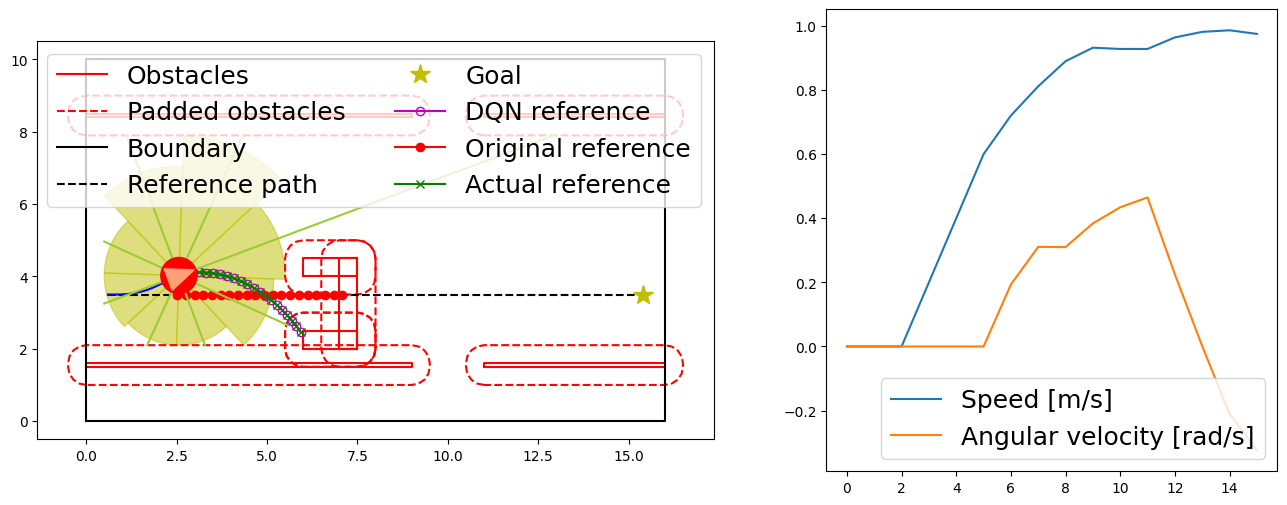 10
8
6
4
2
0
0.0 2.5 5.0 7.5 10.0 12.5 15.0
Obstacles
Padded obstacles
Boundary
Reference path
Goal
DQN reference
Original reference
Actual reference
1.0
0.8
0.6
0.4
0.2
0.0
−0.2
0 2 4 6 8 10 12 14
Speed [m/s]
Angular velocity [rad/s]